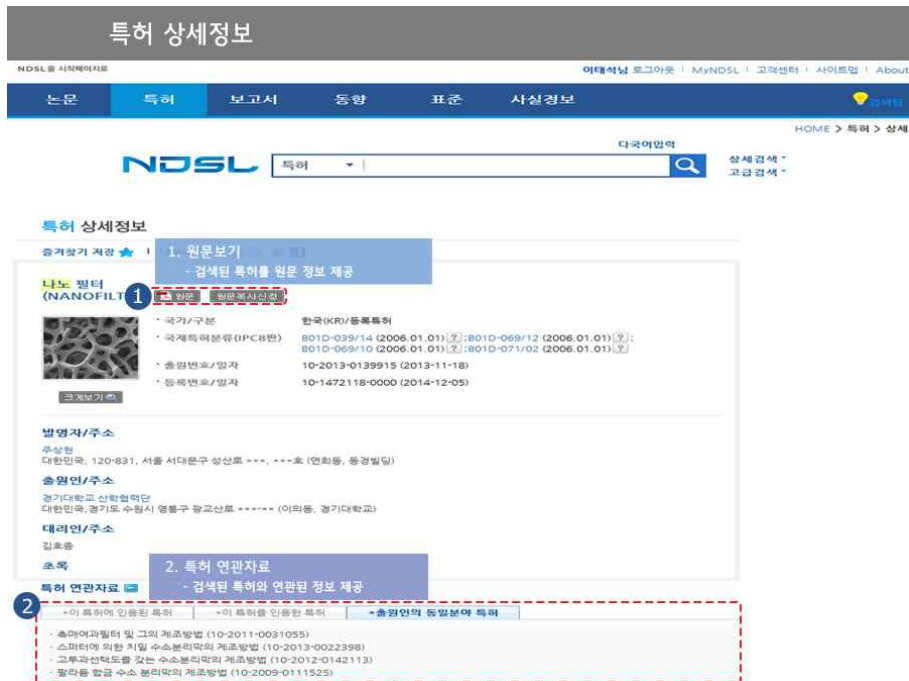 특허 상세정보
NDSL을 시작페이지로
이태석님 로그아웃 | MyNDSL | 고객센터 | 사이트맵 | About
논문 특허 보고서 동향 표준 사실정보
HOME > 특허 > 상세
다국어입력
NDSL 특허
상세검색
고급검색
특허 상세정보
즐겨찾기 저장
1. 원문보기
- 검색된 특허를 원문 정보 제공
나노 필터
(NANOFILT
1 원문 원문복사신청
· 국가/구분 한국(KR)/등록특허
· 국제특허분류(IPC8판) B01D-039/14 (2006.01.01) ? ;B01D-069/12 (2006.01.01) ? ;
B01D-069/10 (2006.01.01) ? ;B01D-071/02 (2006.01.01) ?
· 출원번호/일자 10-2013-0139915 (2013-11-18)
· 등록번호/일자 10-1472118-0000 (2014-12-05)
크게보기
발명자/주소
주상현
대한민국, 120-831, 서울 서대문구 성산로 ***, ***호 (연희동, 동경빌딩)
출원인/주소
경기대학교 산학협력단
대한민국,경기도 수원시 영통구 광교산로 ***-** (이의동, 경기대학교)
대리인/주소
김호중
초록
2. 특허 연관자료
- 검색된 특허와 연관된 정보 제공
특허 연관자료
2
이 특허에 인용된 특허 이 특허를 인용한 특허 출원인의 동일분야 특허
· 촉매여과필터 및 그의 제조방법 (10-2011-0031055)
· 스퍼터에 의한 치밀 수소분리막의 제조방법 (10-2013-0022398)
· 고투과선택도를 갖는 수소분리막의 제조방법 (10-2012-0142113)
· 팔라듐 합금 수소 분리막의 제조방법 (10-2009-0111525)